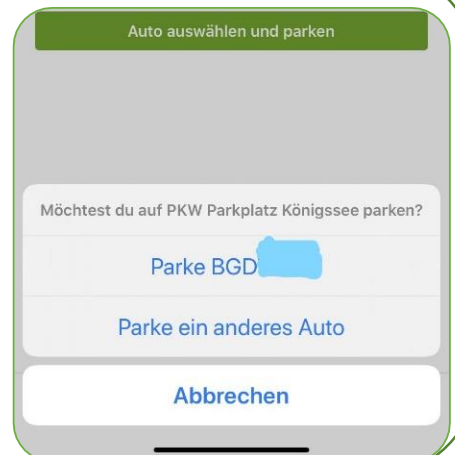 Auto auswählen und parken
Möchtest du auf PKW Parkplatz Königssee parken?
Parke BGD
Parke ein anderes Auto
Abbrechen